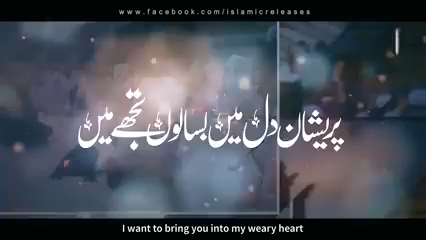 www.facebook.com/islamicreleases
پریشان دل میں بسا لوں تجھے میں
I want to bring you into my weary heart